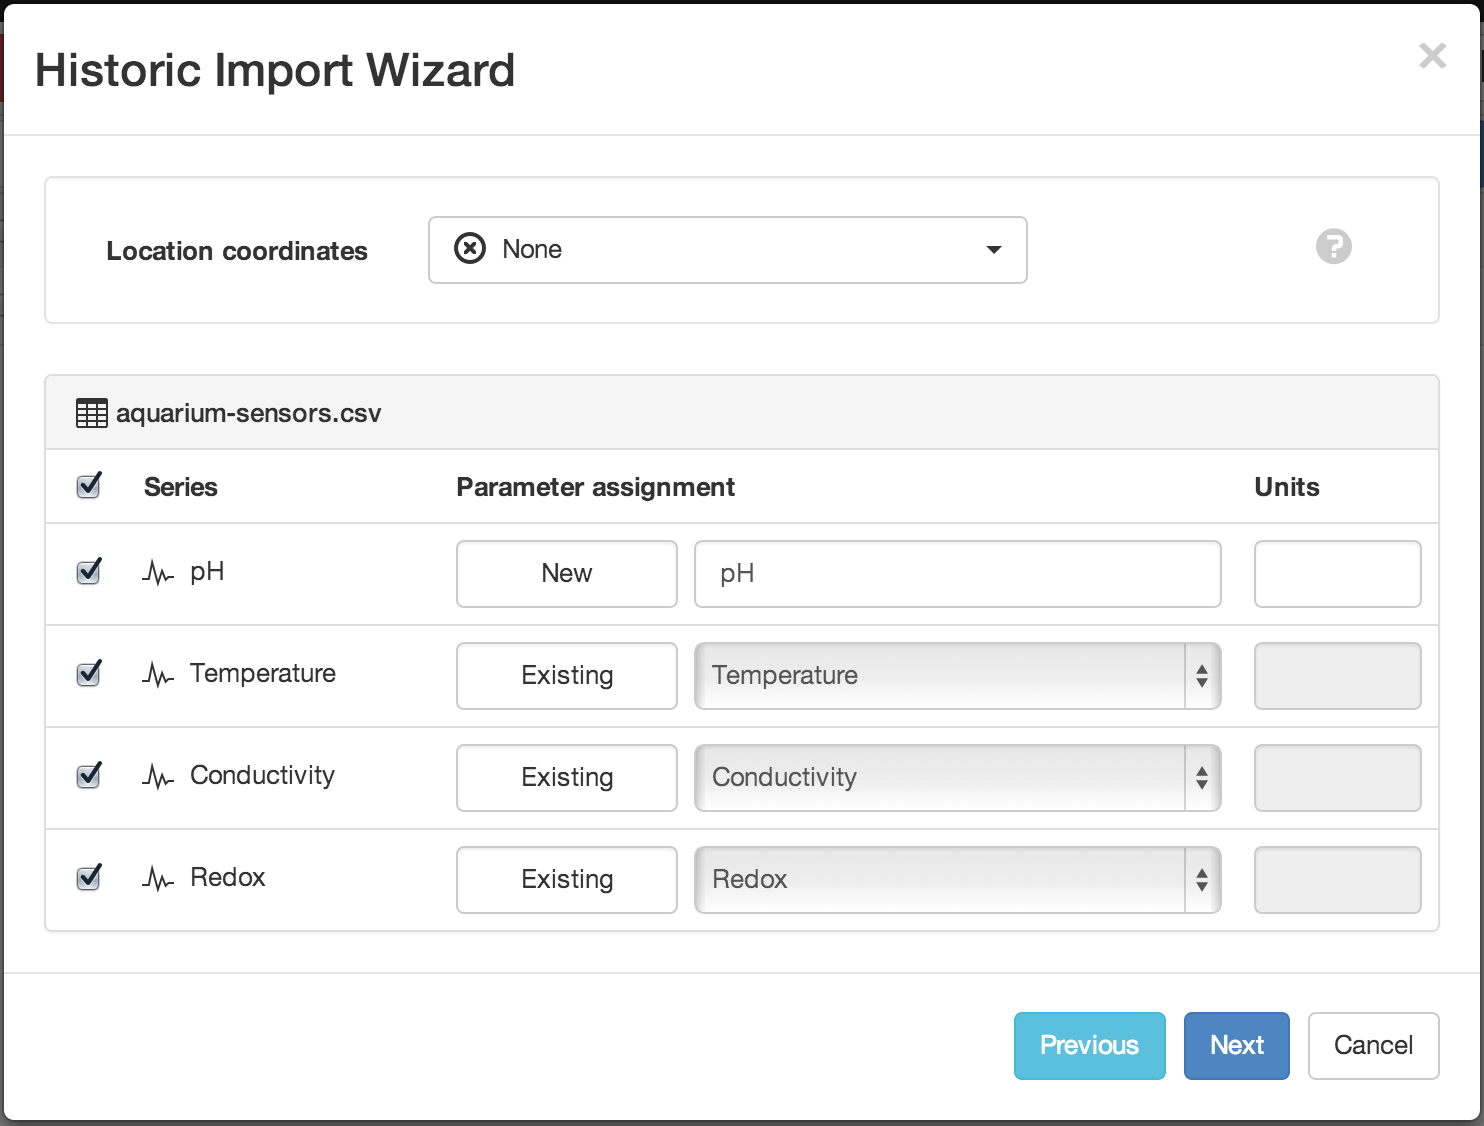 Historic Import Wizard
×
Location coordinates None ?
aquarium-sensors.csv
Series Parameter assignment Units
pH New pH
Temperature Existing Temperature
Conductivity Existing Conductivity
Redox Existing Redox
Previous Next Cancel